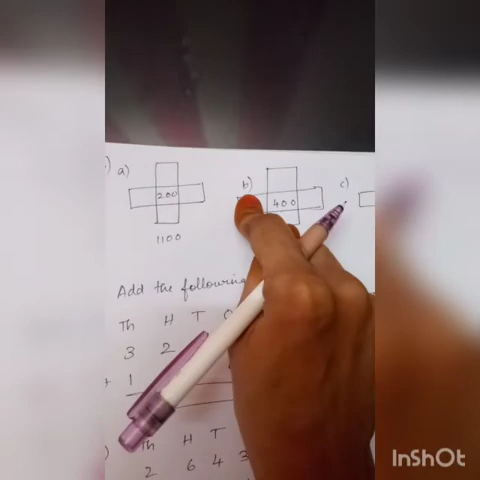 a) b) c)
200 400
1100
Add the following
Th H T O
3 2
+ 1
Th H T
2 6 4 3
InShOt